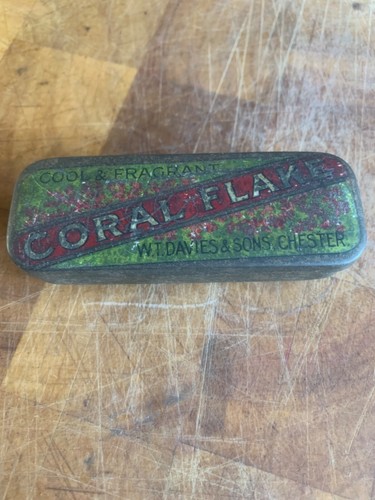 COOL & FRAGRANT
CORAL FLAKE
W.T. DAVIES & SONS, CHESTER.